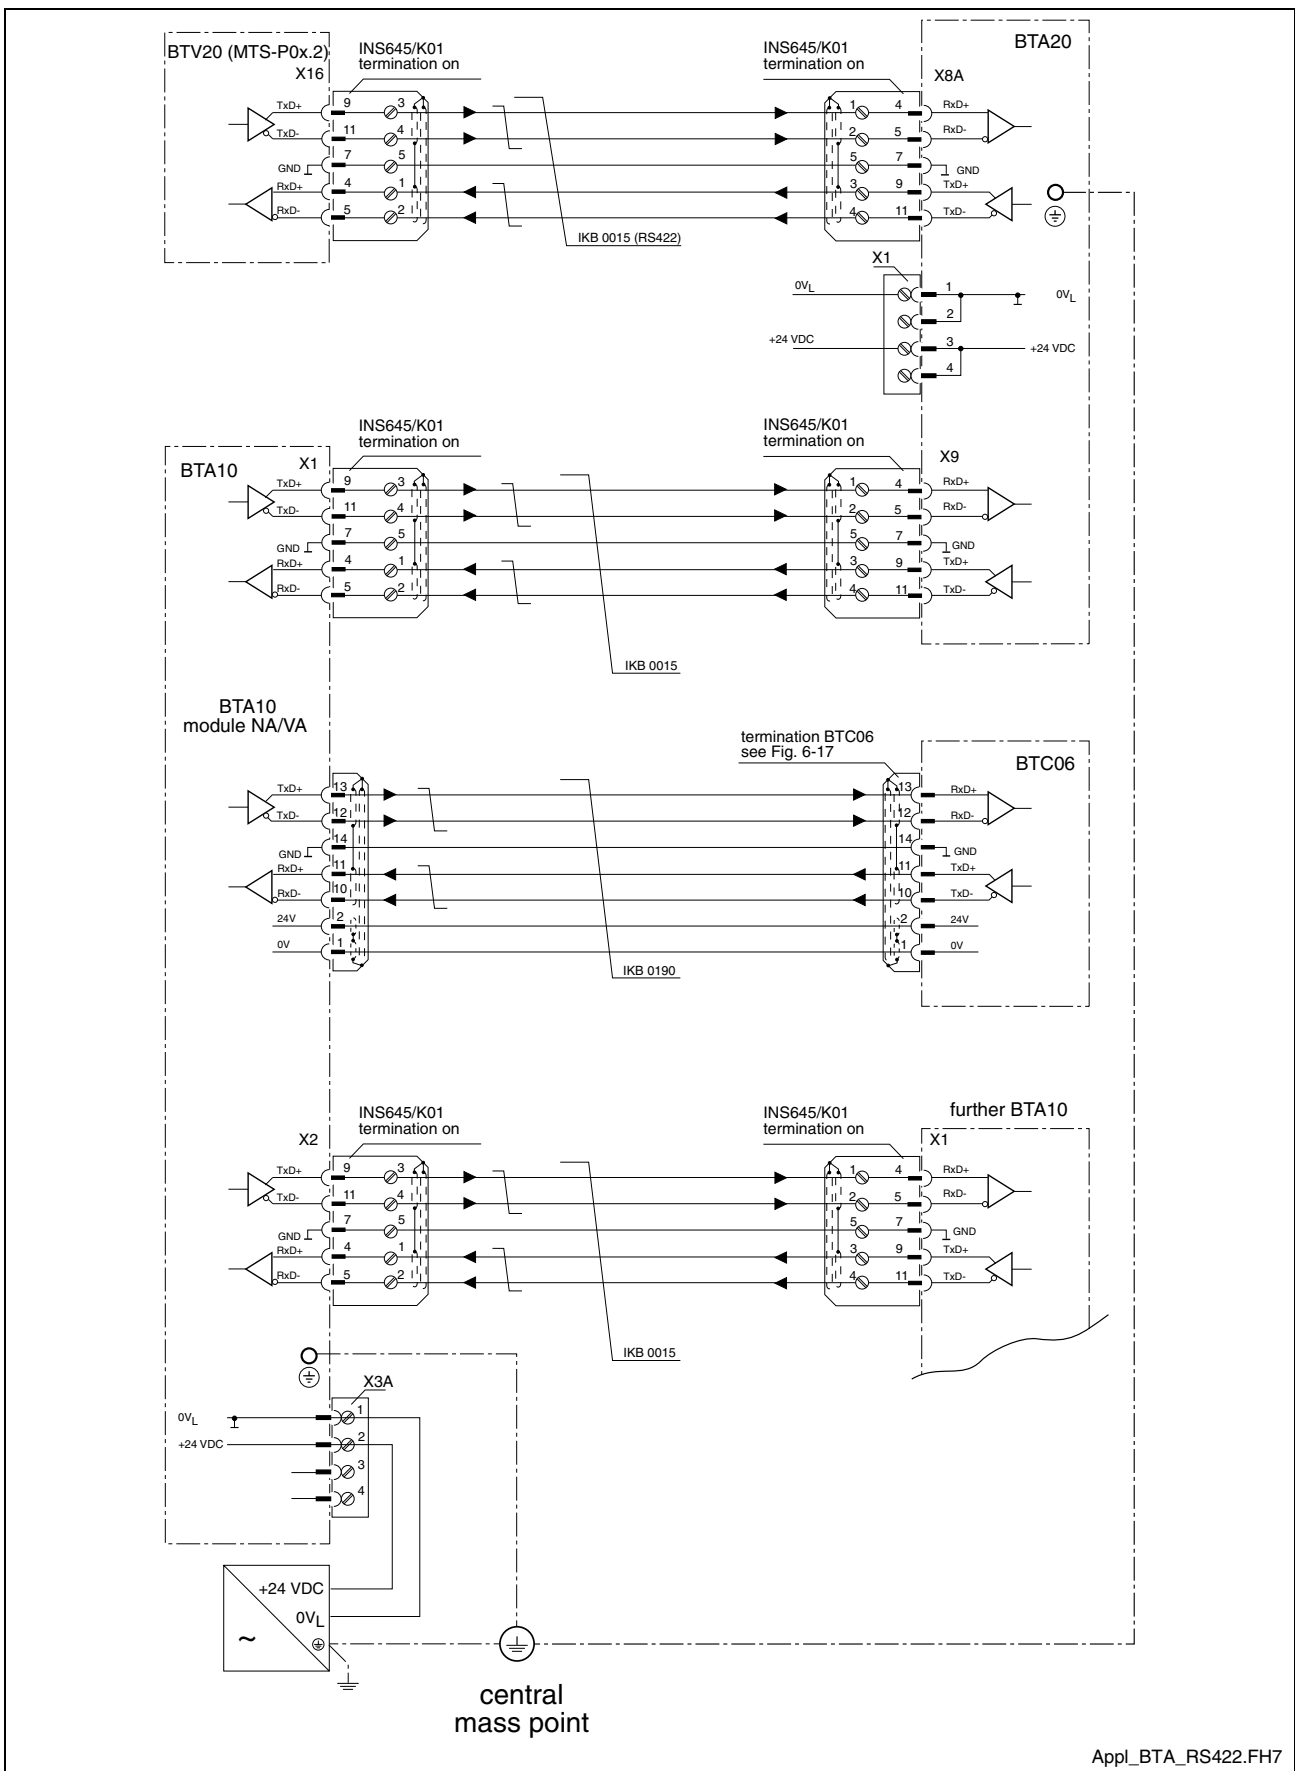 BTV20 (MTS-P0x.2)
X16
INS645/K01
termination on
INS645/K01
termination on
BTA20
X8A
TxD+ 9 3 1 4 RxD+
TxD- 11 4 2 5 RxD-
GND 7 5 5 7 GND
RxD+ 4 1 3 9 TxD+
RxD- 5 2 4 11 TxD-
IKB 0015 (RS422)
X1
0VL 1 0VL
2
+24 VDC 3 +24 VDC
4
INS645/K01
termination on
INS645/K01
termination on
BTA10
X1
X9
TxD+ 9 3 1 4 RxD+
TxD- 11 4 2 5 RxD-
GND 7 5 5 7 GND
RxD+ 4 1 3 9 TxD+
RxD- 5 2 4 11 TxD-
IKB 0015
BTA10
module NA/VA
termination BTC06
see Fig. 6-17
BTC06
TxD+ 13 13 RxD+
TxD- 12 12 RxD-
GND 14 14 GND
RxD+ 11 11 TxD+
RxD- 10 10 TxD-
24V 2 2 24V
0V 1 1 0V
IKB 0190
INS645/K01
termination on
INS645/K01
termination on
further BTA10
X2
X1
TxD+ 9 3 1 4 RxD+
TxD- 11 4 2 5 RxD-
GND 7 5 5 7 GND
RxD+ 4 1 3 9 TxD+
RxD- 5 2 4 11 TxD-
IKB 0015
X3A
0VL 1
+24 VDC 2
3
4
+24 VDC
0VL
~
central
mass point
Appl_BTA_RS422.FH7